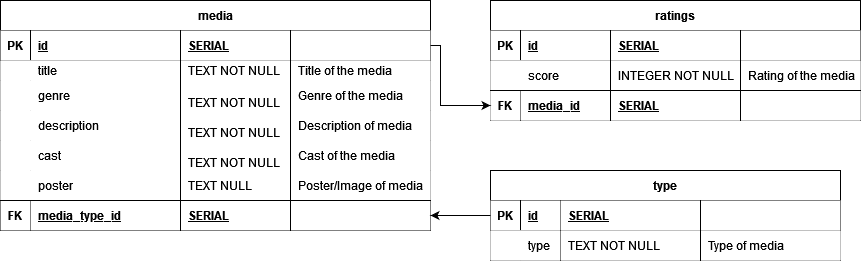 media
PK id SERIAL
title TEXT NOT NULL Title of the media
genre TEXT NOT NULL Genre of the media
description TEXT NOT NULL Description of media
cast TEXT NOT NULL Cast of the media
poster TEXT NULL Poster/Image of media
FK media_type_id SERIAL
ratings
PK id SERIAL
score INTEGER NOT NULL Rating of the media
FK media_id SERIAL
type
PK id SERIAL
type TEXT NOT NULL Type of media